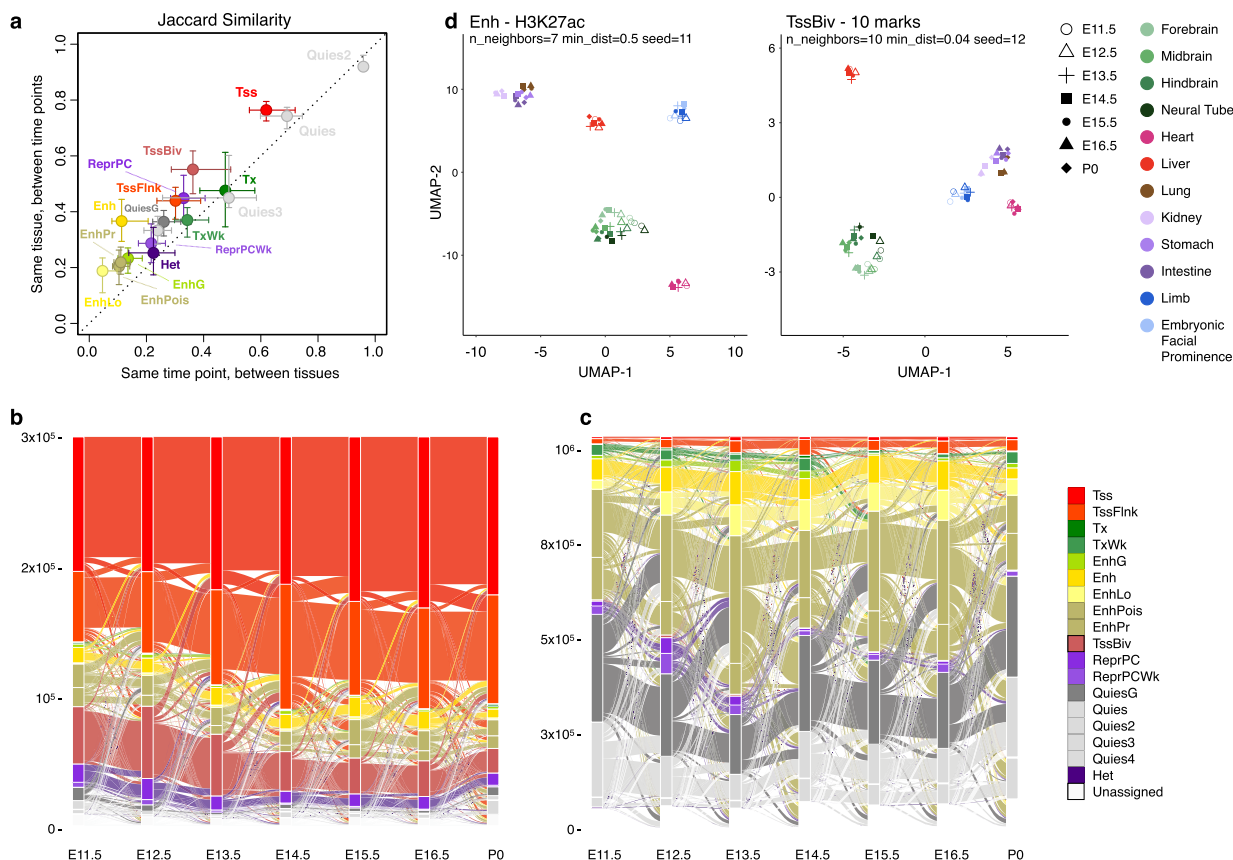 a
Jaccard Similarity
Same tissue, between time points
1.0
0.8
0.6
0.4
0.2
0.0
Quies2
Tss
Quies
TssBiv
ReprPC
TssFlnk
Tx
Enh
QuiesG
Quies3
EnhPr
TxWk
ReprPCWk
Het
EnhG
EnhLo
EnhPois
0.0 0.2 0.4 0.6 0.8 1.0
Same time point, between tissues
d
Enh - H3K27ac
n_neighbors=7 min_dist=0.5 seed=11
UMAP-2
10
0
-10
-10 -5 0 5 10
UMAP-1
TssBiv - 10 marks
n_neighbors=10 min_dist=0.04 seed=12
6
3
0
-3
-5 0 5
UMAP-1
E11.5
E12.5
E13.5
E14.5
E15.5
E16.5
P0
Forebrain
Midbrain
Hindbrain
Neural Tube
Heart
Liver
Lung
Kidney
Stomach
Intestine
Limb
Embryonic
Facial
Prominence
b
3x10⁵
2x10⁵
10⁵
0
E11.5 E12.5 E13.5 E14.5 E15.5 E16.5 P0
c
10⁶
8x10⁵
5x10⁵
3x10⁵
0
E11.5 E12.5 E13.5 E14.5 E15.5 E16.5 P0
Tss
TssFlnk
Tx
TxWk
EnhG
Enh
EnhLo
EnhPois
EnhPr
TssBiv
ReprPC
ReprPCWk
QuiesG
Quies
Quies2
Quies3
Quies4
Het
Unassigned